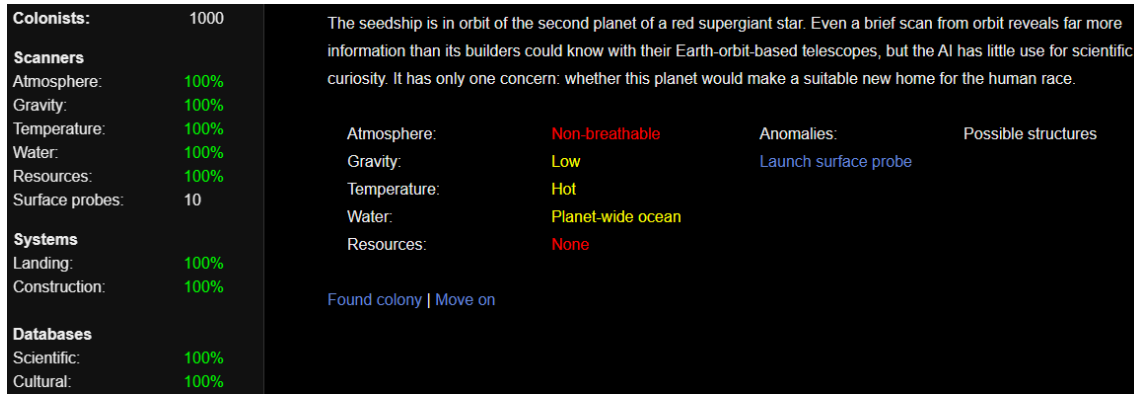 Colonists: 1000
Scanners
Atmosphere: 100%
Gravity: 100%
Temperature: 100%
Water: 100%
Resources: 100%
Surface probes: 10
Systems
Landing: 100%
Construction: 100%
Databases
Scientific: 100%
Cultural: 100%
The seedship is in orbit of the second planet of a red supergiant star. Even a brief scan from orbit reveals far more
information than its builders could know with their Earth-orbit-based telescopes, but the AI has little use for scientific
curiosity. It has only one concern: whether this planet would make a suitable new home for the human race.
Atmosphere: Non-breathable Anomalies: Possible structures
Gravity: Low Launch surface probe
Temperature: Hot
Water: Planet-wide ocean
Resources: None
Found colony | Move on